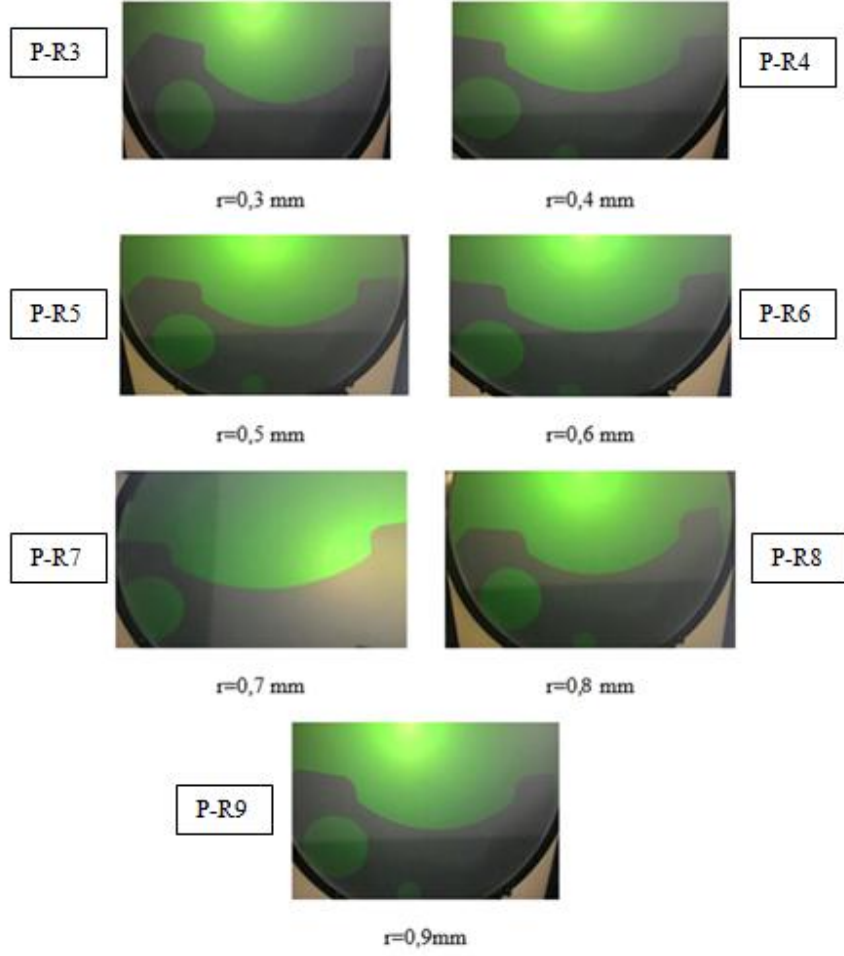 P-R3
P-R4
r=0,3 mm
r=0,4 mm
P-R5
P-R6
r=0,5 mm
r=0,6 mm
P-R7
P-R8
r=0,7 mm
r=0,8 mm
P-R9
r=0,9mm